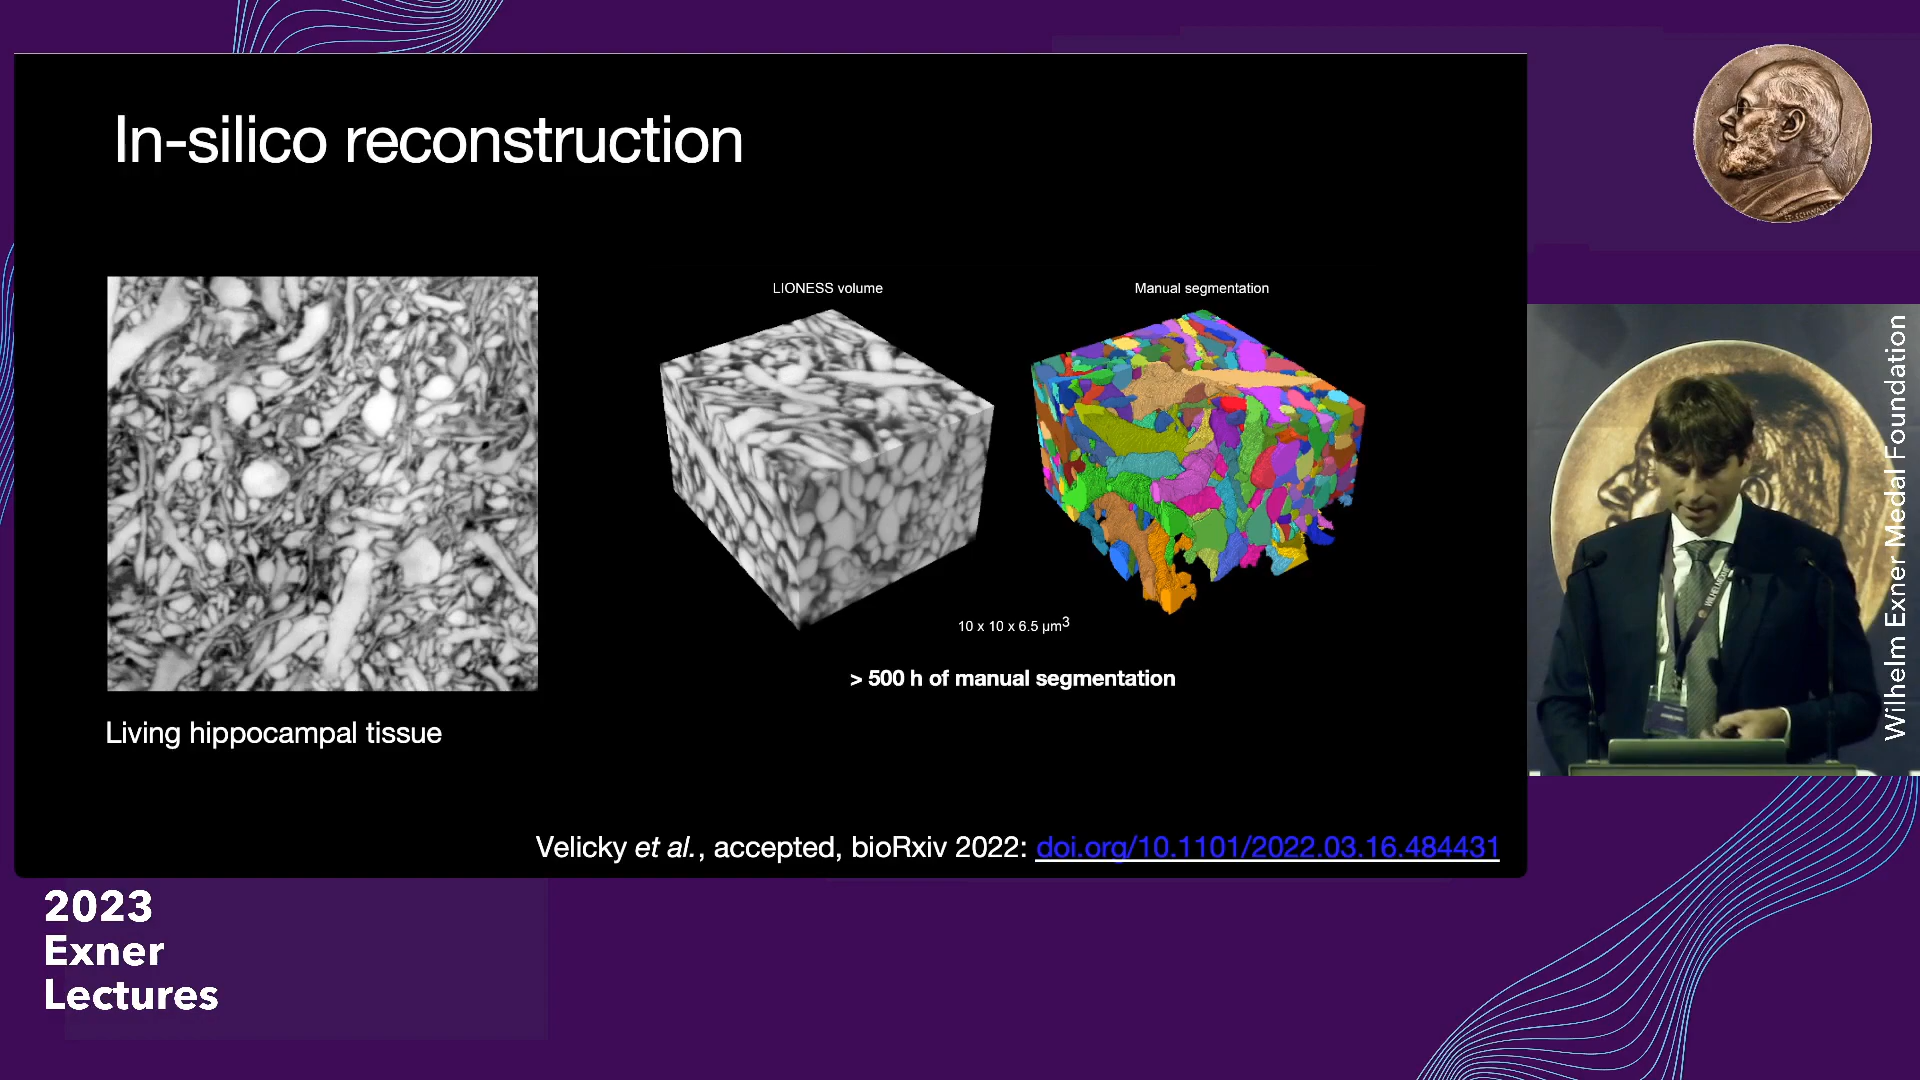 In-silico reconstruction
LIONESS volume
Manual segmentation
10 x 10 x 6.5 µm³
> 500 h of manual segmentation
Living hippocampal tissue
Velicky et al., accepted, bioRxiv 2022: doi.org/10.1101/2022.03.16.484431
Wilhelm Exner Medal Foundation
2023
Exner
Lectures